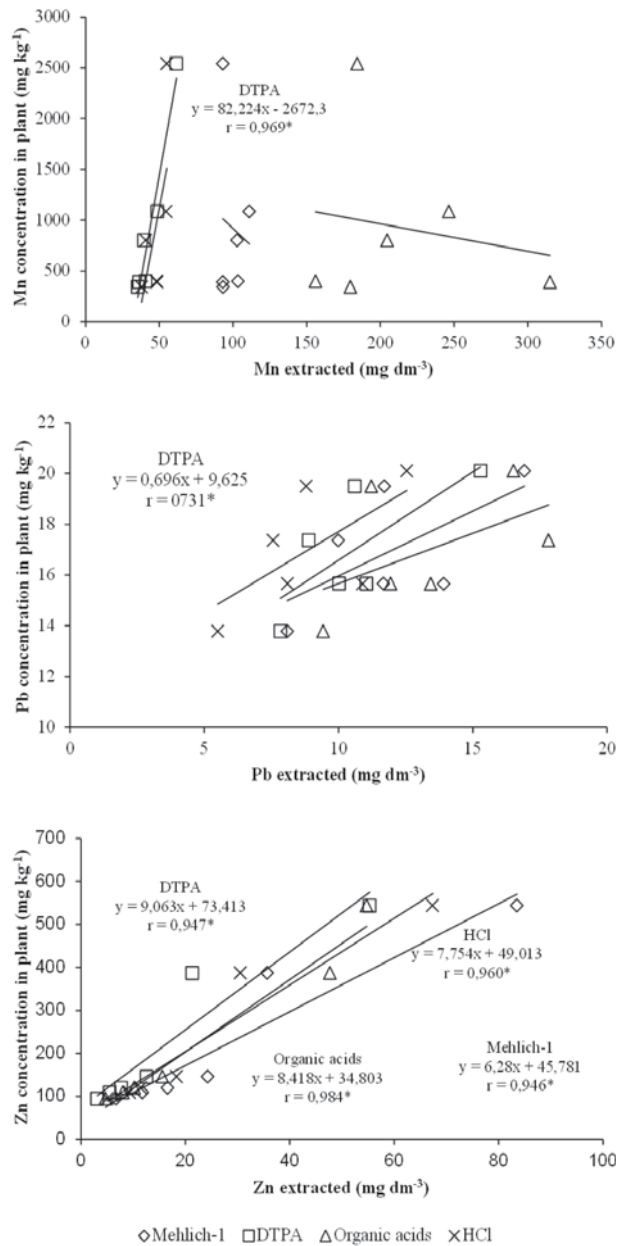 3000
2500
2000
1500
1000
500
0
Mn concentration in plant (mg kg-1)
DTPA
y = 82,224x - 2672,3
r = 0,969*
0 50 100 150 200 250 300 350
Mn extracted (mg dm-3)
22
20
18
16
14
12
10
Pb concentration in plant (mg kg-1)
DTPA
y = 0,696x + 9,625
r = 0731*
0 5 10 15 20
Pb extracted (mg dm-3)
700
600
500
400
300
200
100
0
Zn concentration in plant (mg kg-1)
DTPA
y = 9,063x + 73,413
r = 0,947*
HCl
y = 7,754x + 49,013
r = 0,960*
Organic acids
y = 8,418x + 34,803
r = 0,984*
Mehlich-1
y = 6,28x + 45,781
r = 0,946*
0 20 40 60 80 100
Zn extracted (mg dm-3)
Mehlich-1 DTPA Organic acids HCl